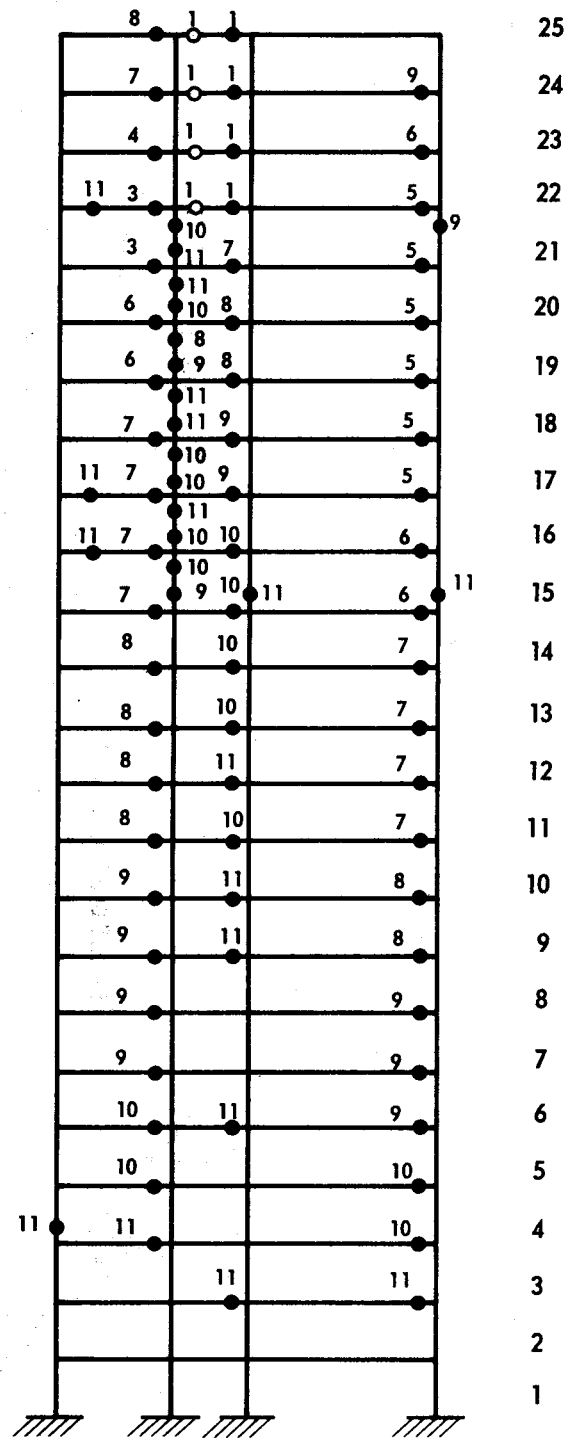 8 1 1 25
7 1 1 9 24
4 1 1 6 23
11 3 1 1 5 22
10 9
3 11 7 5 21
11
6 10 8 5 20
8
6 9 8 5 19
11
7 11 9 5 18
10
11 7 10 9 5 17
11
11 7 10 10 6 16
10
7 9 10 11 6 11 15
8 10 7 14
8 10 7 13
8 11 7 12
8 10 7 11
9 11 8 10
9 11 8 9
9 9 8
9 9 7
10 11 9 6
10 10 5
11 11 10 4
11 11 3
2
1